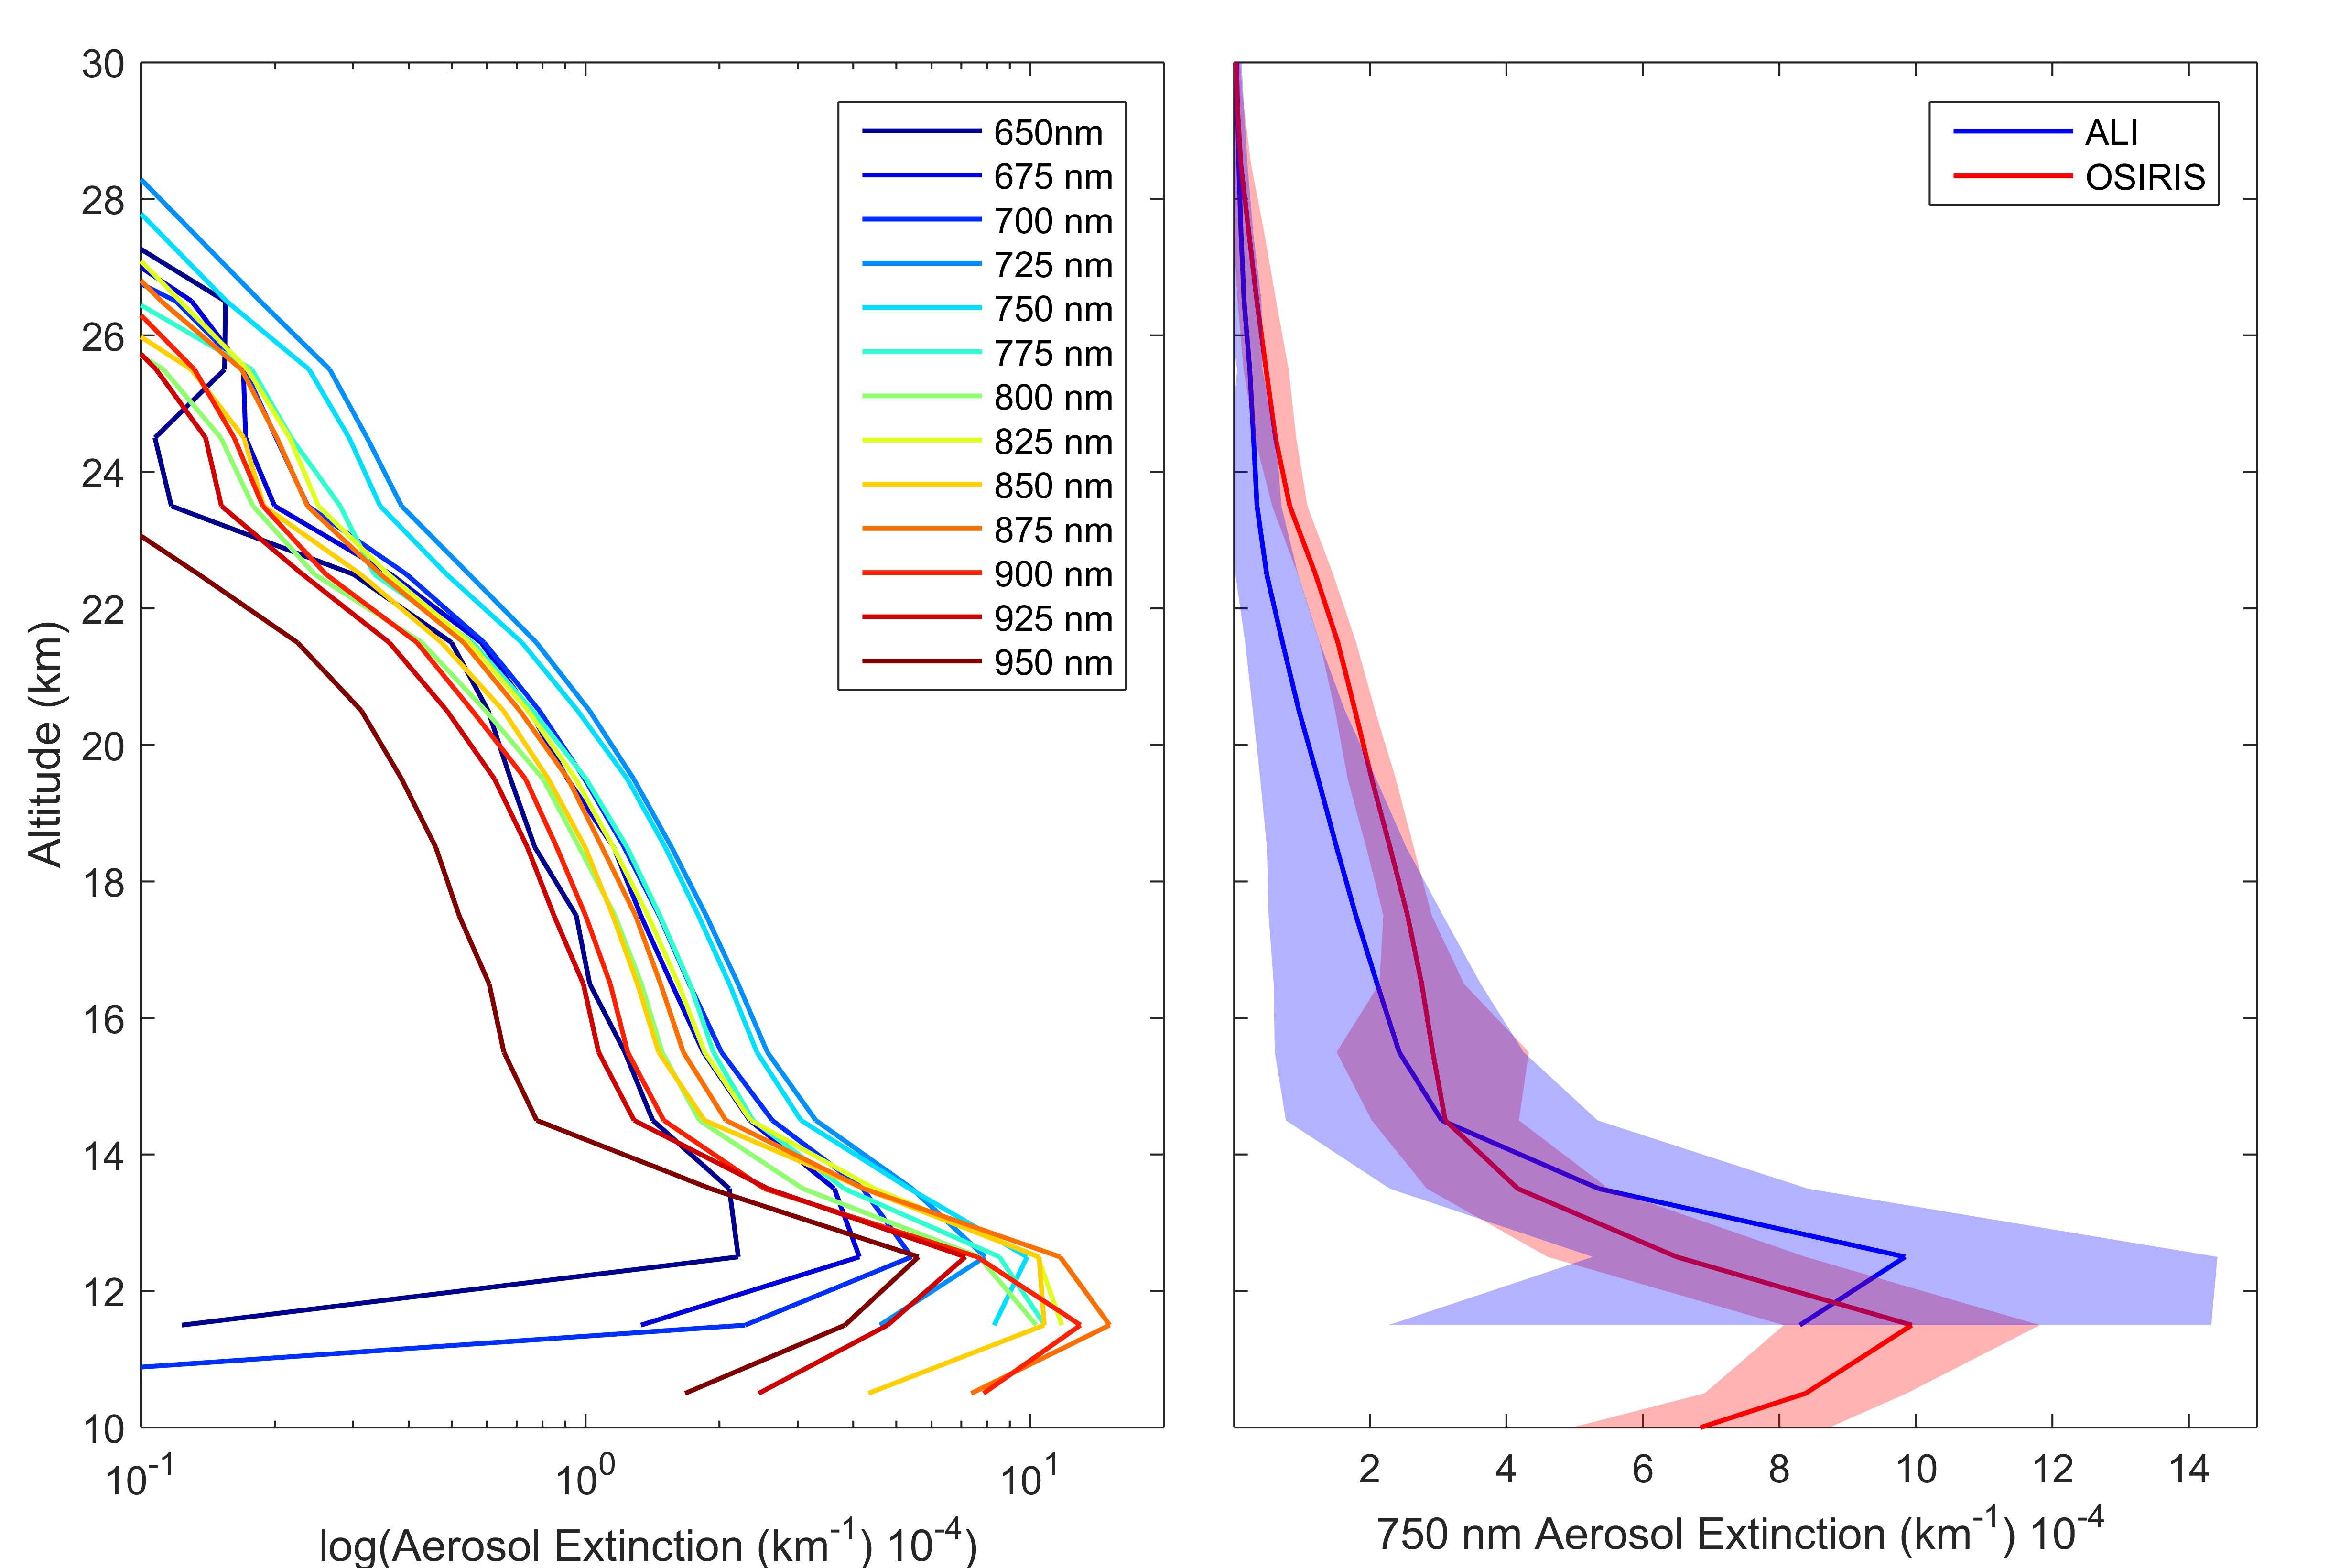 30
28
26
24
22
20
18
16
14
12
10
Altitude (km)
10-1
100
101
log(Aerosol Extinction (km-1) 10-4)
650nm
675 nm
700 nm
725 nm
750 nm
775 nm
800 nm
825 nm
850 nm
875 nm
900 nm
925 nm
950 nm
ALI
OSIRIS
2 4 6 8 10 12 14
750 nm Aerosol Extinction (km-1) 10-4